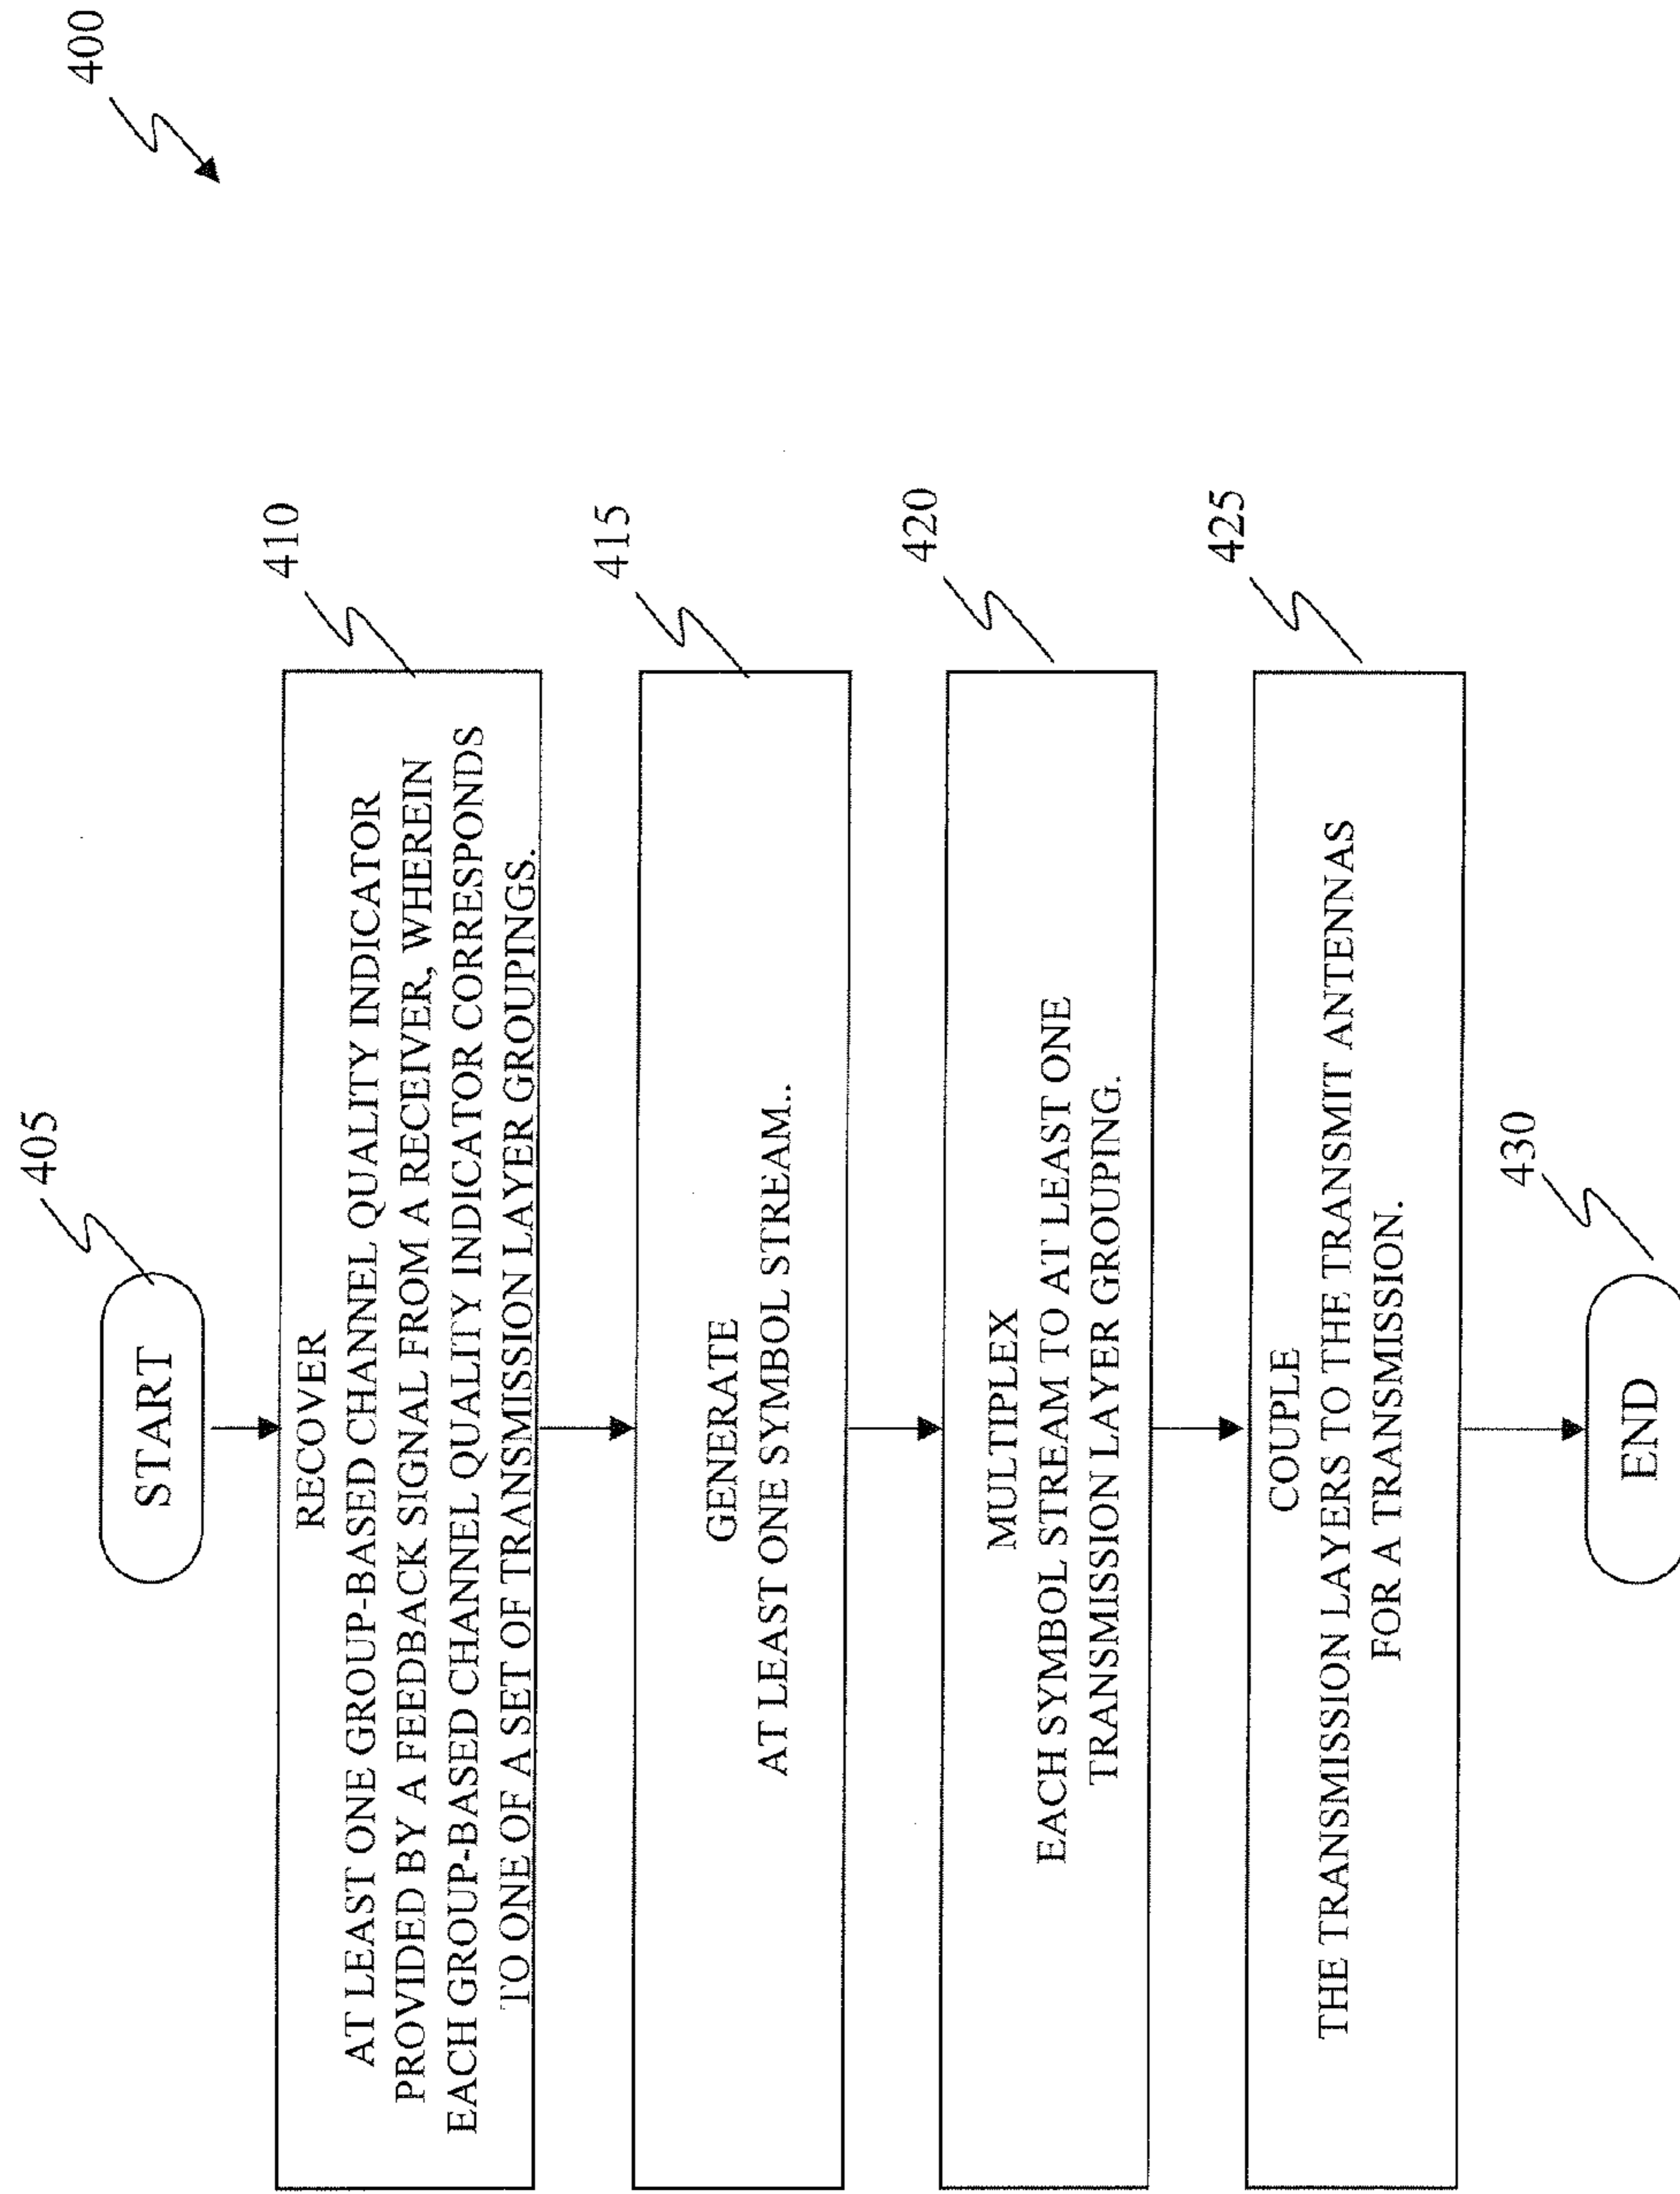 400
405
START
410
RECOVER
AT LEAST ONE GROUP-BASED CHANNEL QUALITY INDICATOR
PROVIDED BY A FEEDBACK SIGNAL FROM A RECEIVER, WHEREIN
EACH GROUP-BASED CHANNEL QUALITY INDICATOR CORRESPONDS
TO ONE OF A SET OF TRANSMISSION LAYER GROUPINGS.
415
GENERATE
AT LEAST ONE SYMBOL STREAM..
420
MULTIPLEX
EACH SYMBOL STREAM TO AT LEAST ONE
TRANSMISSION LAYER GROUPING.
425
COUPLE
THE TRANSMISSION LAYERS TO THE TRANSMIT ANTENNAS
FOR A TRANSMISSION.
430
END